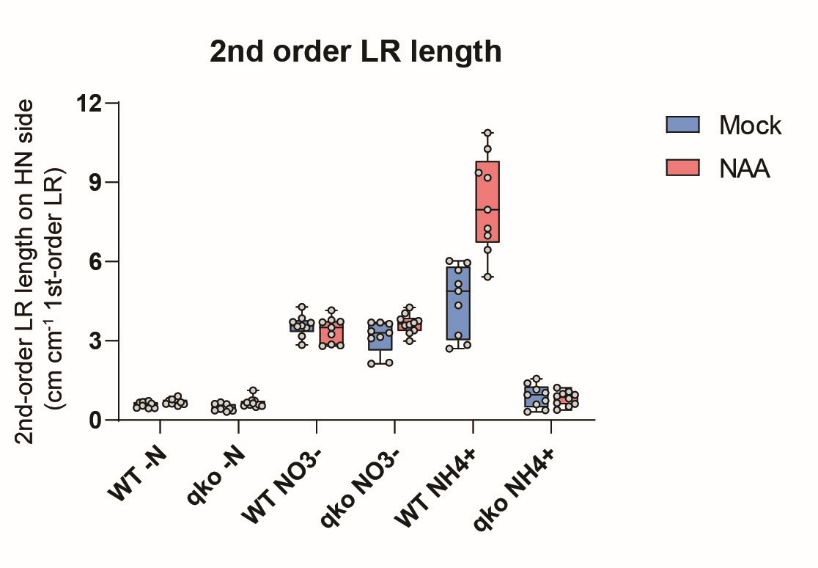 2nd order LR length
2nd-order LR length on HN side
(cm cm⁻¹ 1st-order LR)
12
9
6
3
0
WT -N
qko -N
WT NO3-
qko NO3-
WT NH4+
qko NH4+
Mock
NAA